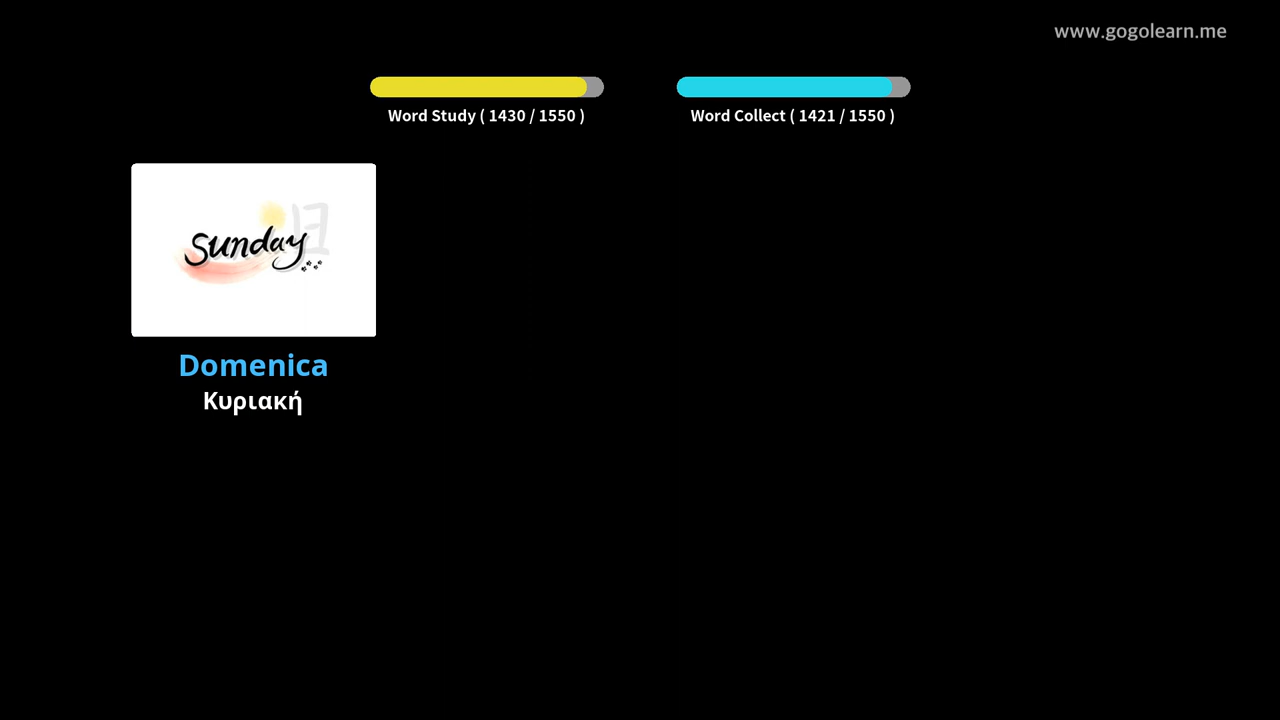 www.gogolearn.me
Word Study ( 1430 / 1550 )
Word Collect ( 1421 / 1550 )
Sunday
Domenica
Κυριακή